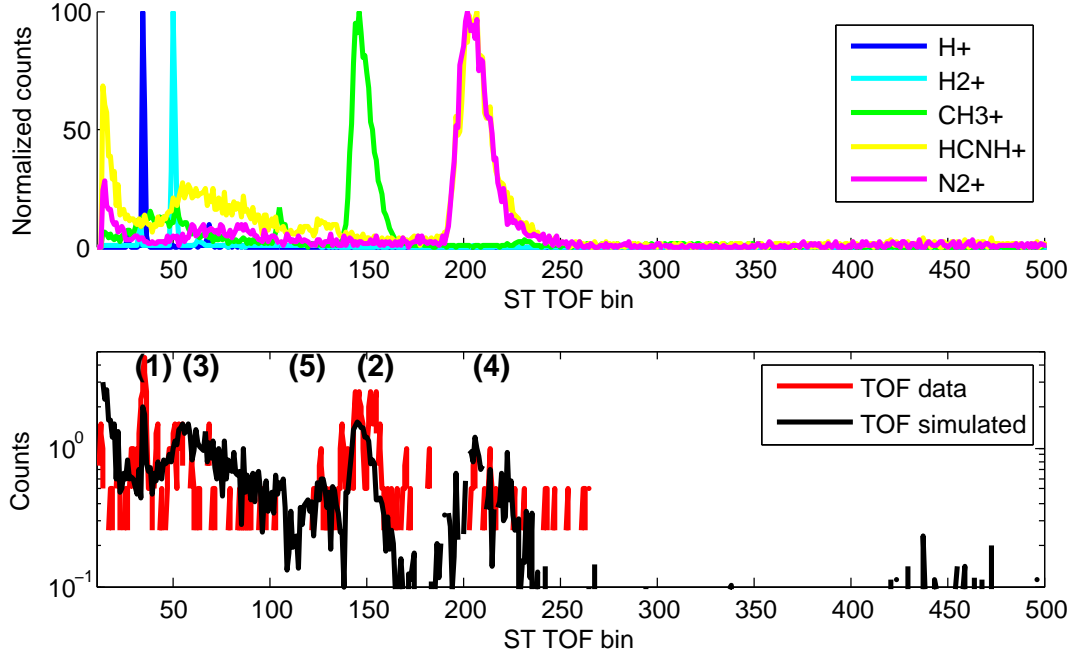 100
50
0
Normalized counts
50 100 150 200 250 300 350 400 450 500
ST TOF bin
H+
H2+
CH3+
HCNH+
N2+
(1) (3) (5) (2) (4)
TOF data
TOF simulated
10^0
10^-1
Counts
50 100 150 200 250 300 350 400 450 500
ST TOF bin